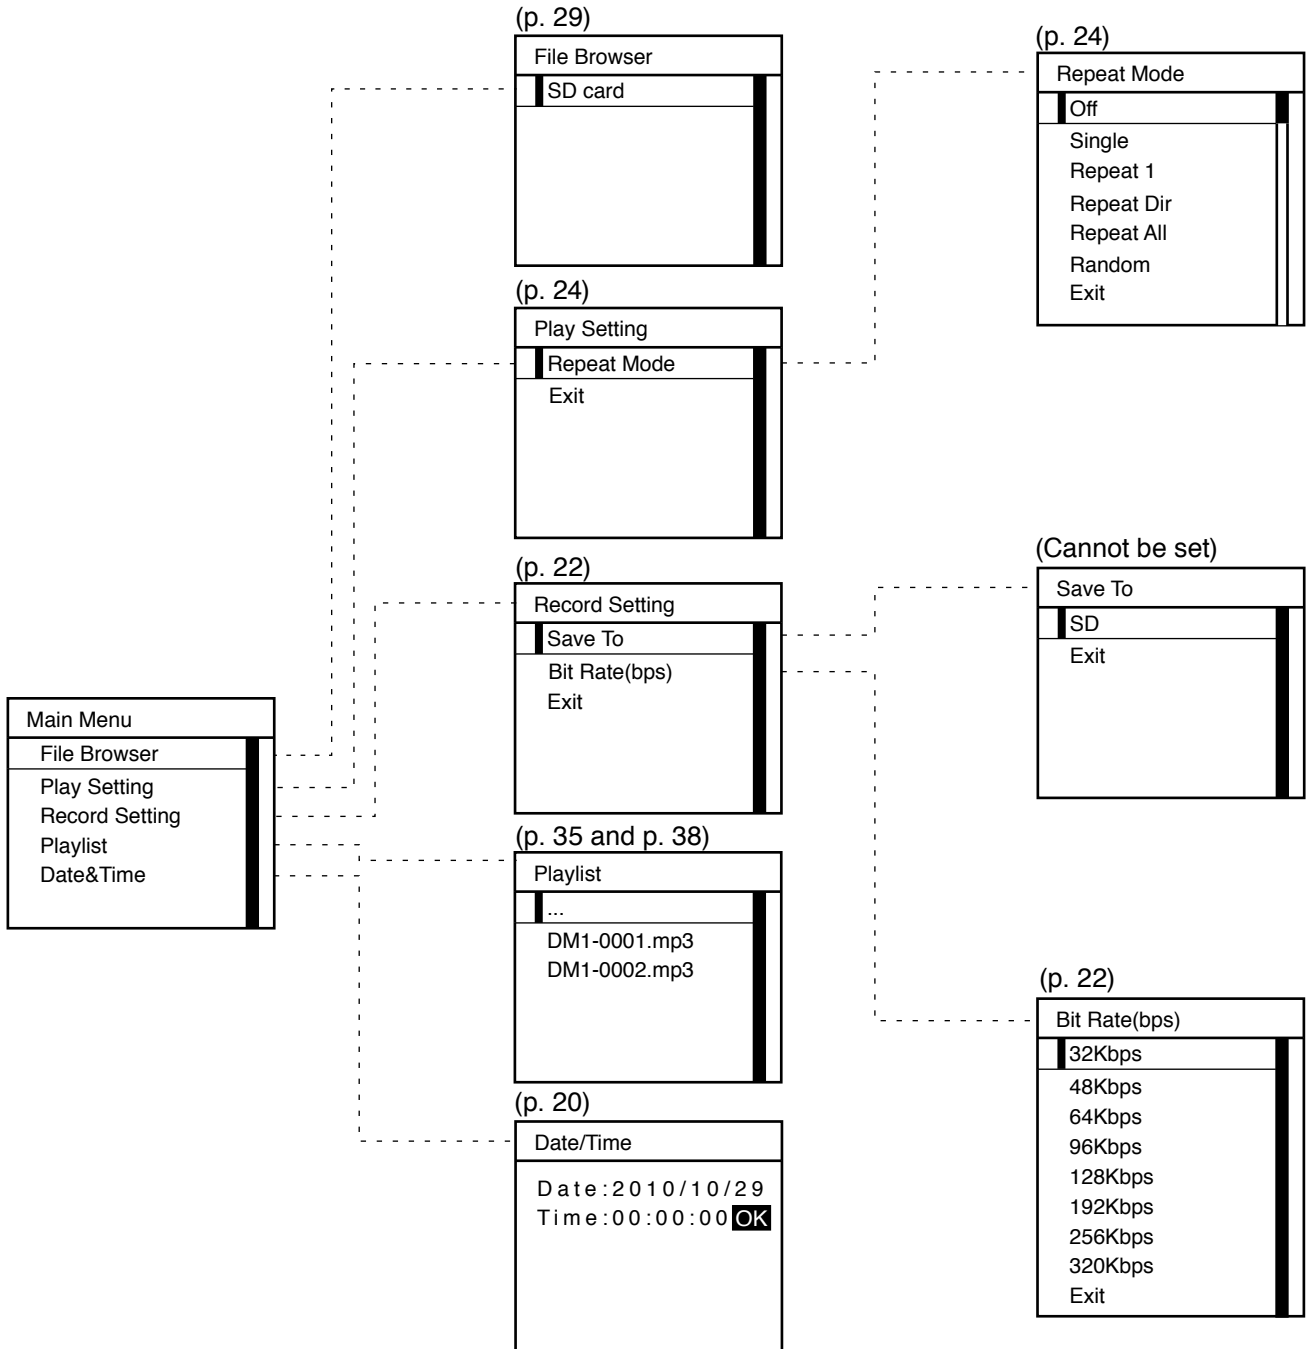 Main Menu
File Browser
Play Setting
Record Setting
Playlist
Date&Time
(p. 29)
File Browser
SD card
(p. 24)
Play Setting
Repeat Mode
Exit
(p. 22)
Record Setting
Save To
Bit Rate(bps)
Exit
(p. 35 and p. 38)
Playlist
...
DM1-0001.mp3
DM1-0002.mp3
(p. 20)
Date/Time
Date:2010/10/29
Time:00:00:00 OK
(p. 24)
Repeat Mode
Off
Single
Repeat 1
Repeat Dir
Repeat All
Random
Exit
(Cannot be set)
Save To
SD
Exit
(p. 22)
Bit Rate(bps)
32Kbps
48Kbps
64Kbps
96Kbps
128Kbps
192Kbps
256Kbps
320Kbps
Exit